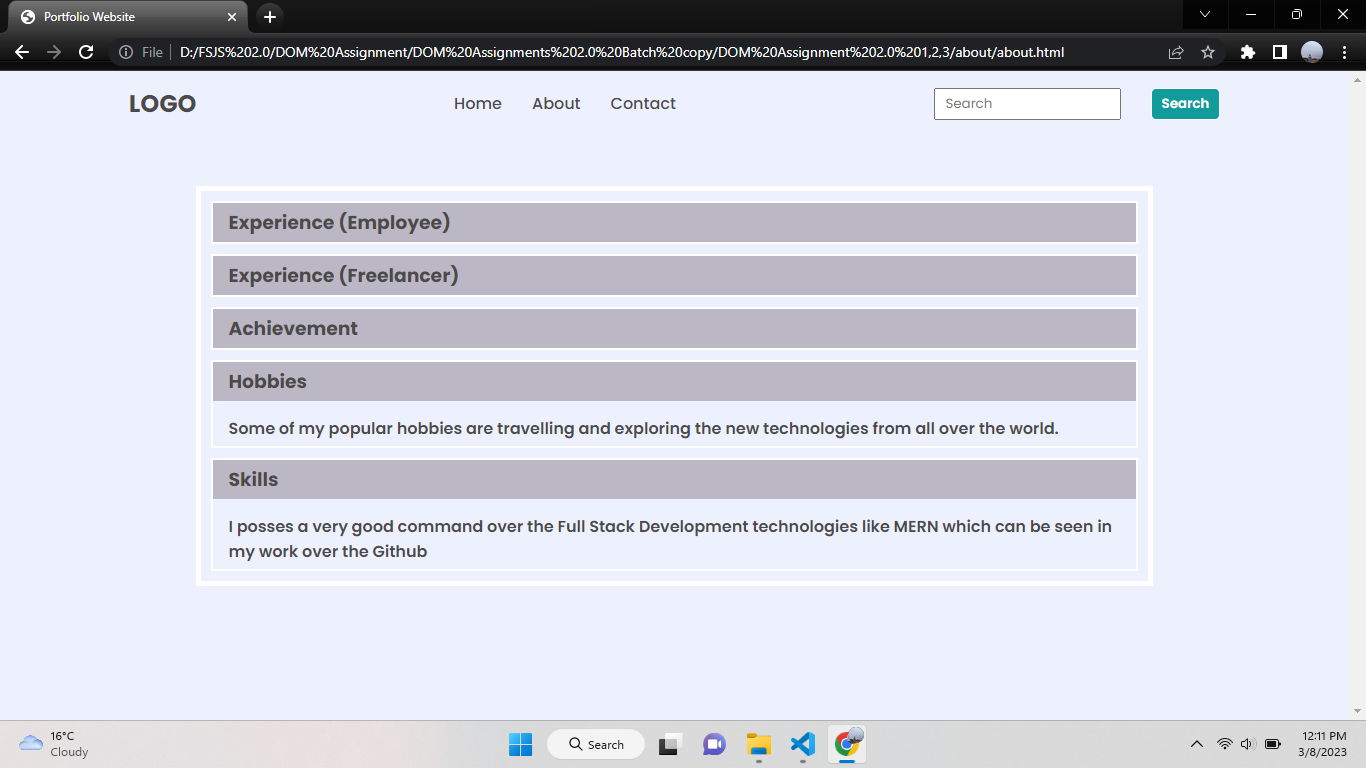 Portfolio Website
File D:/FSJS%202.0/DOM%20Assignment/DOM%20Assignments%202.0%20Batch%20copy/DOM%20Assignment%202.0%201,2,3/about/about.html
LOGO Home About Contact Search Search
Experience (Employee)
Experience (Freelancer)
Achievement
Hobbies
Some of my popular hobbies are travelling and exploring the new technologies from all over the world.
Skills
I posses a very good command over the Full Stack Development technologies like MERN which can be seen in
my work over the Github
16°C
Cloudy
Search
12:11 PM
3/8/2023